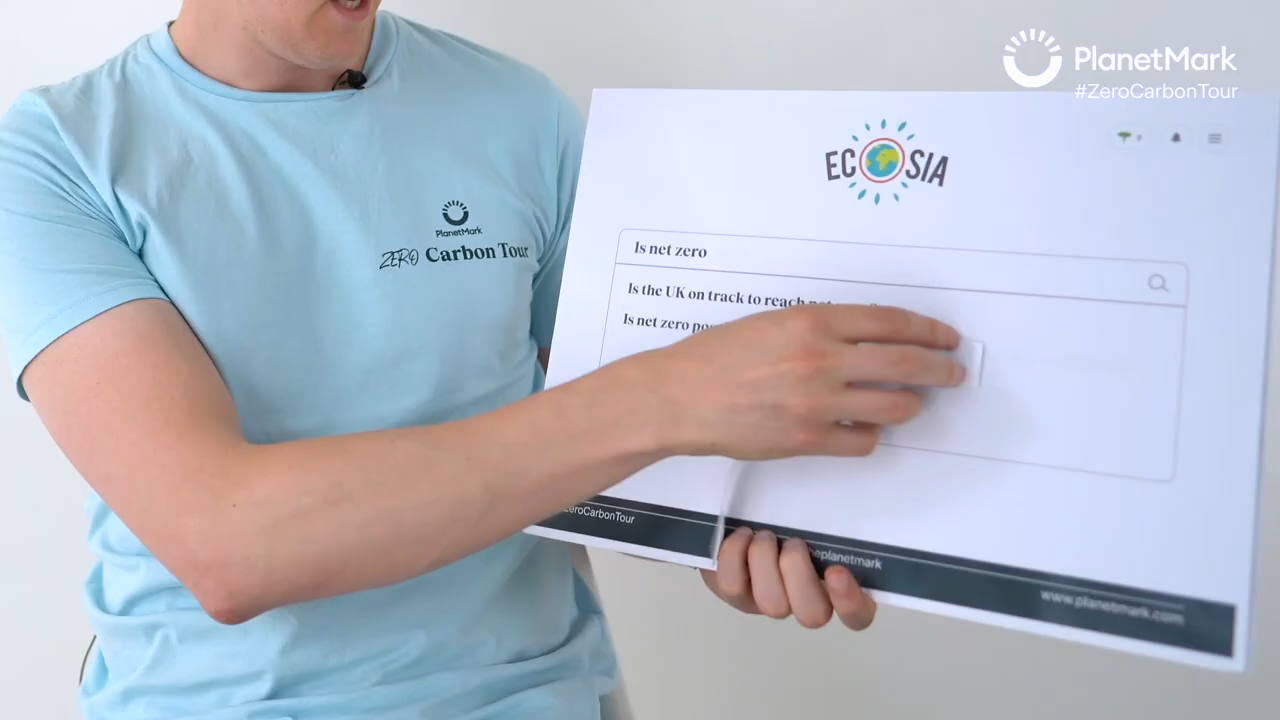 PlanetMark
#ZeroCarbonTour
ECOSIA
PlanetMark
ZERO Carbon Tour
Is net zero
Is the UK on track to reach
Is net zero
ZeroCarbonTour
theplanetmark
www.planetmark.com